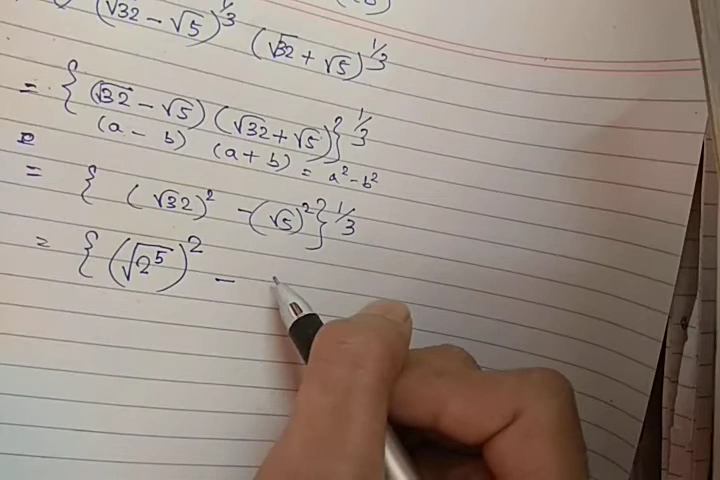 (√32 − √5)^1/3 (√32 + √5)^1/3
= { (√32 − √5) (√32 + √5) }^1/3
(a − b) (a + b) = a² − b²
= { (√32)² − (√5)² }^1/3
= { (√2⁵)² −